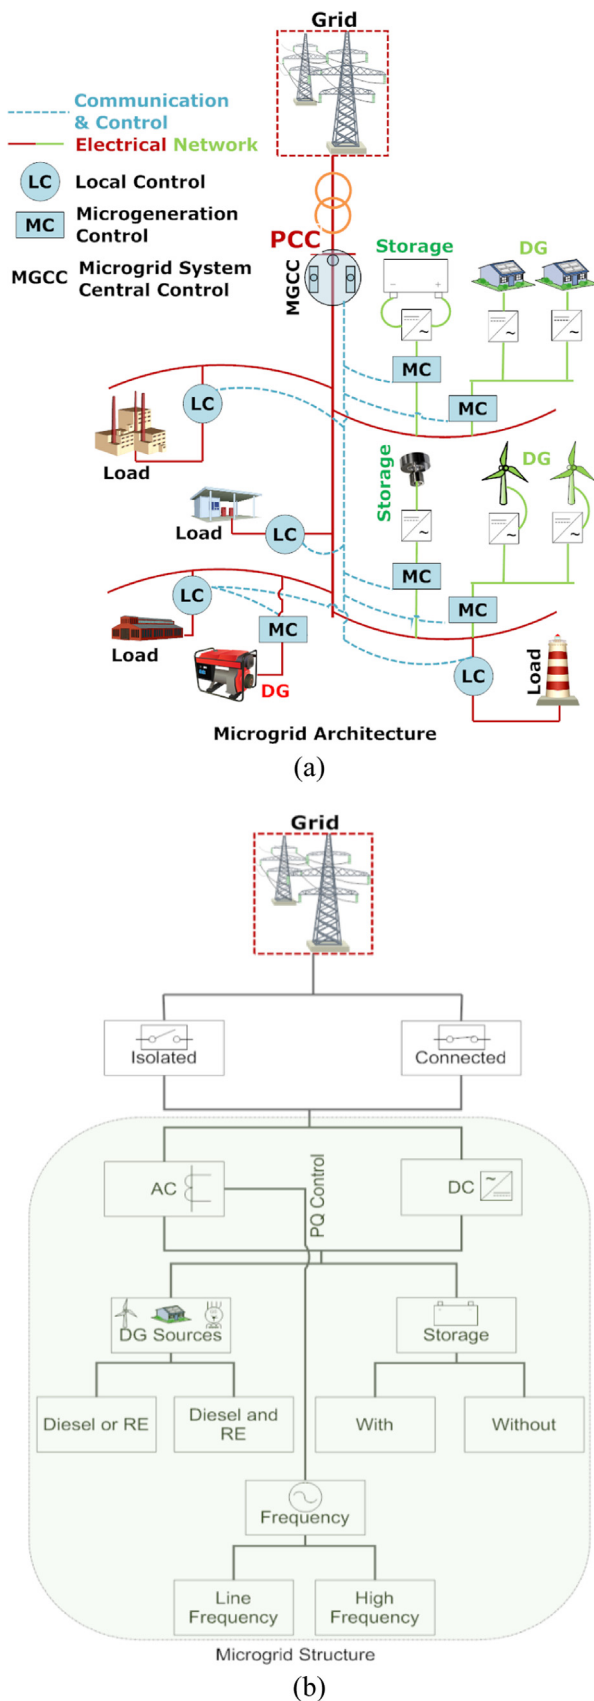 Grid
Communication
& Control
Electrical Network
LC Local Control
MC Microgeneration
Control
MGCC Microgrid System
Central Control
PCC
MGCC
Storage
DG
MC
MC
LC
Load
Storage
DG
Load
LC
MC
LC
MC
MC
Load
DG
LC
Load
Microgrid Architecture
(a)
Grid
Isolated
Connected
AC
PQ Control
DC
DG Sources
Storage
Diesel or RE
Diesel and
RE
With
Without
Frequency
Line
Frequency
High
Frequency
Microgrid Structure
(b)